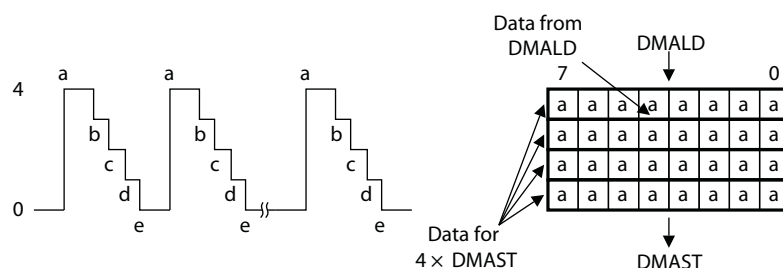 Data from
DMALD
DMALD
7 0
a a a
4
b b b
c c c
d d d
0
e e e
a a a a a a a a
a a a a a a a a
a a a a a a a a
a a a a a a a a
Data for
4 × DMAST
DMAST